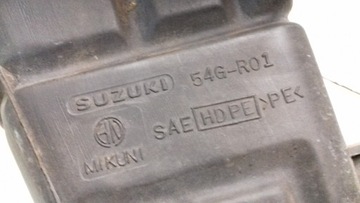 SUZUKI 54G-R01
SAE HDPE >PE<
MIKUNI